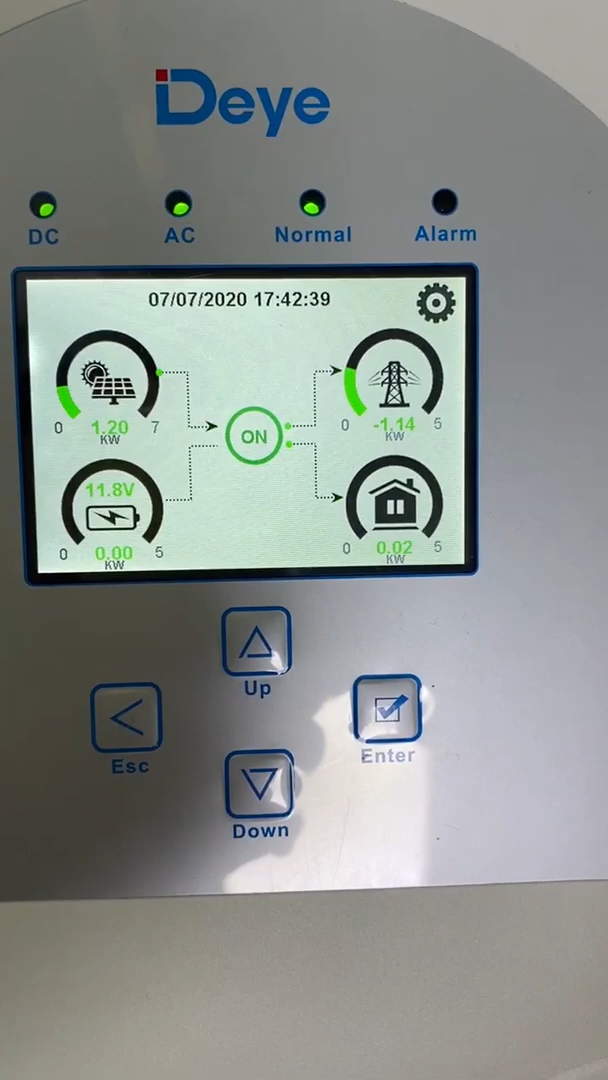 Deye
DC AC Normal Alarm
07/07/2020 17:42:39
0 1.20 7
KW
0 -1.14 5
KW
ON
11.8V
0 0.00 5
KW
0 0.02 5
KW
Up
Esc
Enter
Down